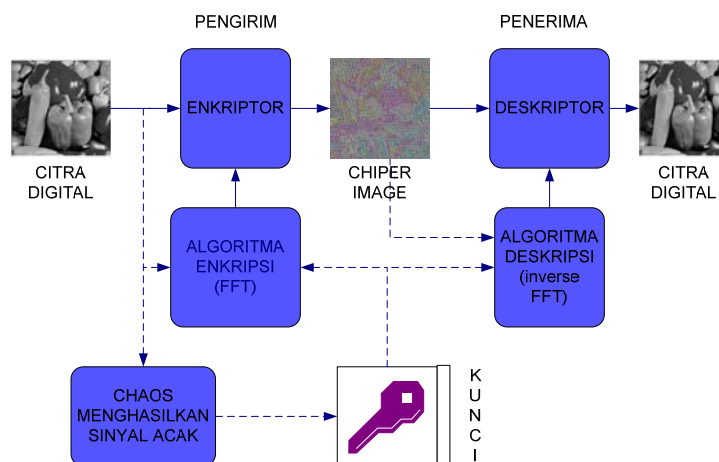 PENGIRIM
PENERIMA
ENKRIPTOR
DESKRIPTOR
CITRA
DIGITAL
CHIPER
IMAGE
CITRA
DIGITAL
ALGORITMA
ENKRIPSI
(FFT)
ALGORITMA
DESKRIPSI
(inverse
FFT)
CHAOS
MENGHASILKAN
SINYAL ACAK
K
U
N
C
I